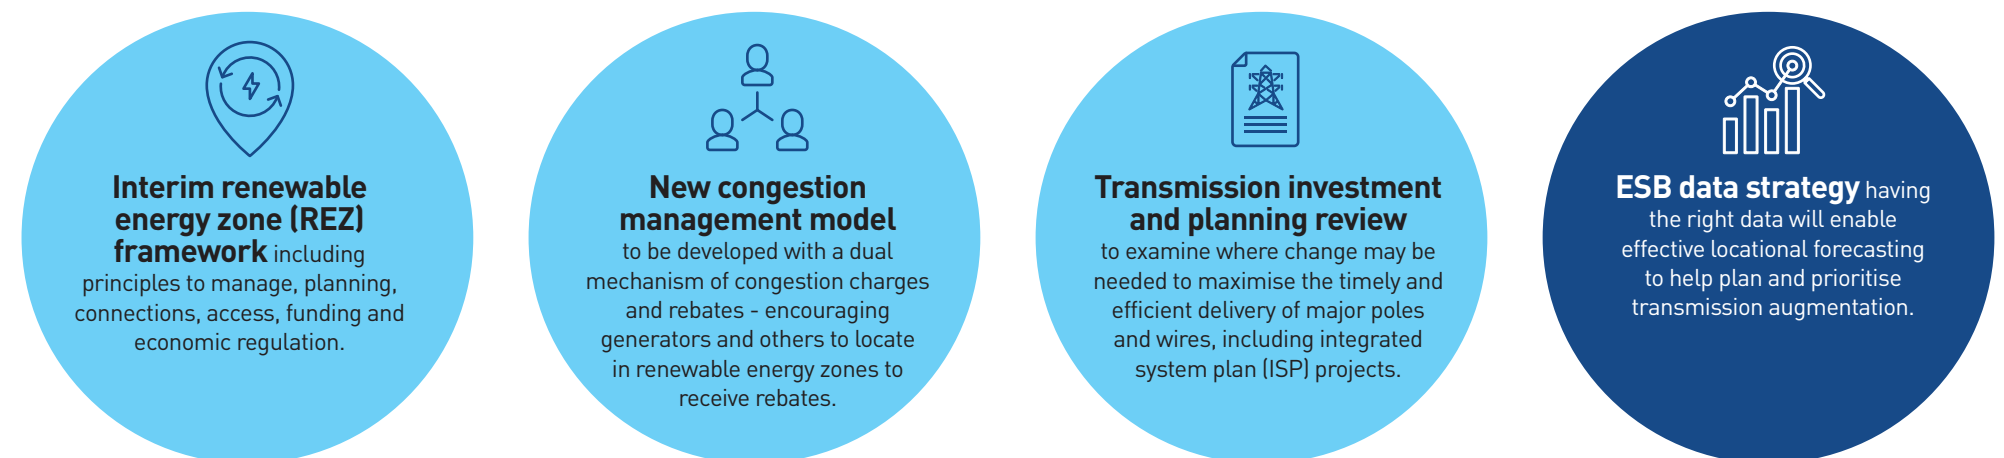 Interim renewable
energy zone (REZ)
framework including
principles to manage, planning,
connections, access, funding and
economic regulation.
New congestion
management model
to be developed with a dual
mechanism of congestion charges
and rebates - encouraging
generators and others to locate
in renewable energy zones to
receive rebates.
Transmission investment
and planning review
to examine where change may be
needed to maximise the timely and
efficient delivery of major poles
and wires, including integrated
system plan (ISP) projects.
ESB data strategy having
the right data will enable
effective locational forecasting
to help plan and prioritise
transmission augmentation.